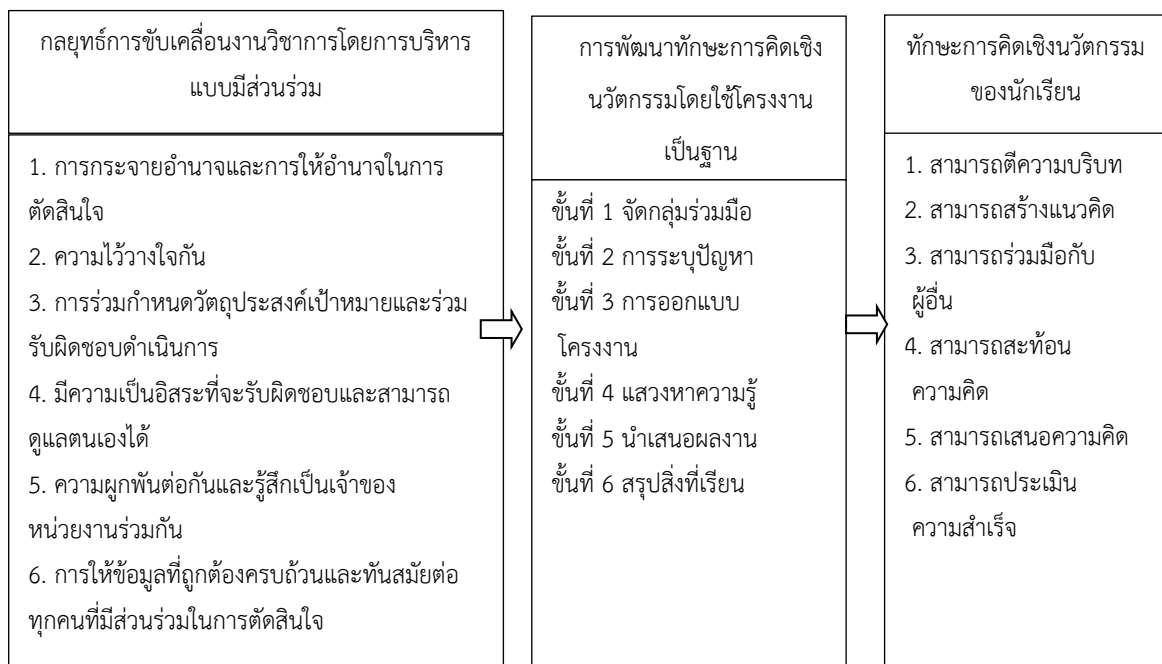 กลยุทธ์การขับเคลื่อนงานวิชาการโดยการบริหาร
แบบมีส่วนร่วม
1. การกระจายอำนาจและการให้อำนาจในการ
ตัดสินใจ
2. ความไว้วางใจกัน
3. การร่วมกำหนดวัตถุประสงค์เป้าหมายและร่วม
รับผิดชอบดำเนินการ
4. มีความเป็นอิสระที่จะรับผิดชอบและสามารถ
ดูแลตนเองได้
5. ความผูกพันต่อกันและรู้สึกเป็นเจ้าของ
หน่วยงานร่วมกัน
6. การให้ข้อมูลที่ถูกต้องครบถ้วนและทันสมัยต่อ
ทุกคนที่มีส่วนร่วมในการตัดสินใจ
การพัฒนาทักษะการคิดเชิง
นวัตกรรมโดยใช้โครงงาน
เป็นฐาน
ขั้นที่ 1 จัดกลุ่มร่วมมือ
ขั้นที่ 2 การระบุปัญหา
ขั้นที่ 3 การออกแบบ
โครงงาน
ขั้นที่ 4 แสวงหาความรู้
ขั้นที่ 5 นำเสนอผลงาน
ขั้นที่ 6 สรุปสิ่งที่เรียน
ทักษะการคิดเชิงนวัตกรรม
ของนักเรียน
1. สามารถตีความบริบท
2. สามารถสร้างแนวคิด
3. สามารถร่วมมือกับ
ผู้อื่น
4. สามารถสะท้อน
ความคิด
5. สามารถเสนอความคิด
6. สามารถประเมิน
ความสำเร็จ